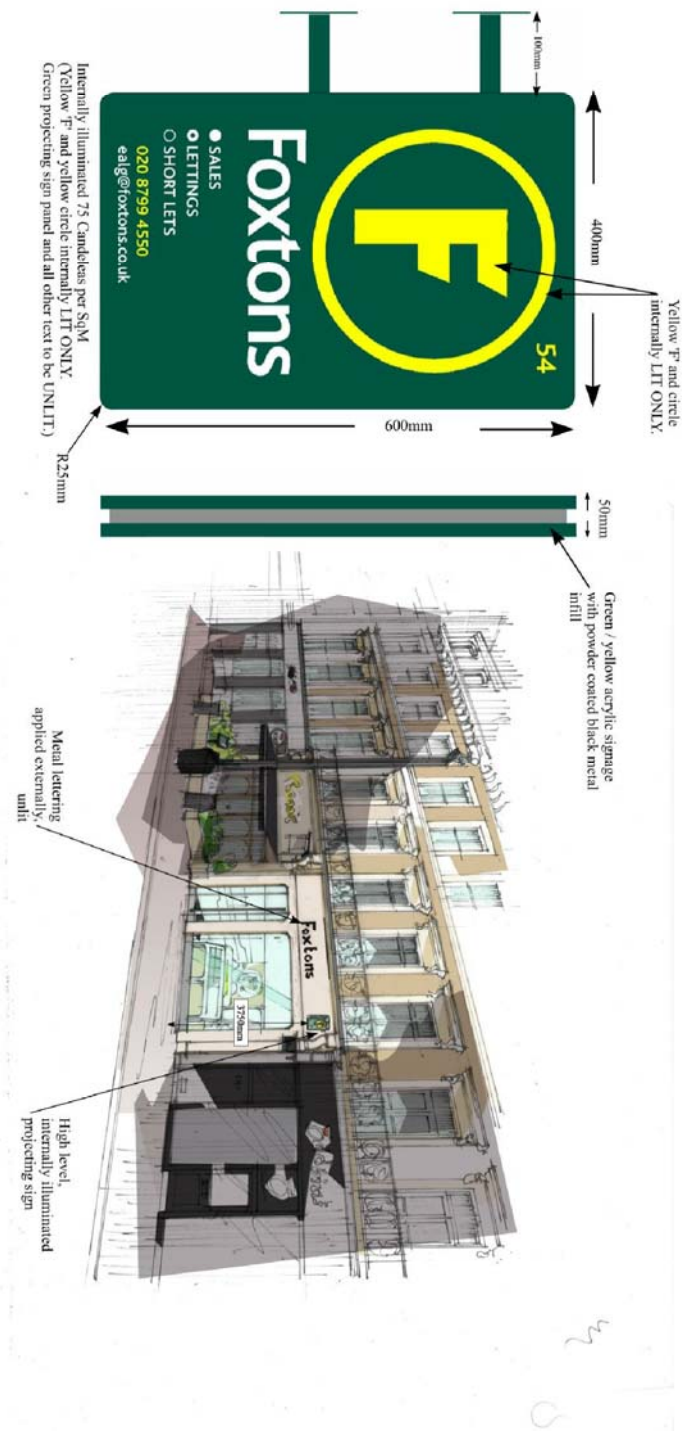 Yellow 'F' and circle
internally LIT ONLY.
400mm
100mm
54
F
Foxtons
SALES
LETTINGS
SHORT LETS
020 8799 4550
ealg@foxtons.co.uk
600mm
R25mm
Internally illuminated 75 Candeleas per SqM
(Yellow 'F' and yellow circle internally LIT ONLY.
Green projecting sign panel and all other text to be UNLIT.)
50mm
Green / yellow acrylic signage
with powder coated black metal
infill
Foxtons
3750mm
Metal lettering
applied externally,
unlit
High level,
internally illuminated
projecting sign